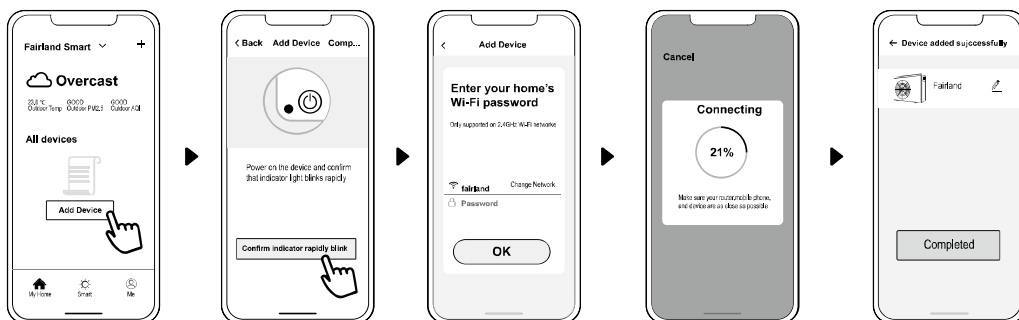 Fairland Smart
+
Overcast
23.0 °C GOOD GOOD
Outdoor Temp Outdoor PM2.5 Outdoor AQI
All devices
Add Device
My Home Smart Me
< Back Add Device Comp...
Power on the device and confirm
that indicator light blinks rapidly
Confirm indicator rapidly blink
< Add Device
Enter your home's
Wi-Fi password
Only supported on 2.4GHz Wi-Fi networke
fairland Change Network
Password
OK
Cancel
Connecting
21%
Make sure your router,mobile phone,
and device are as close as possible
← Device added sujccessfully
Fairland
Completed